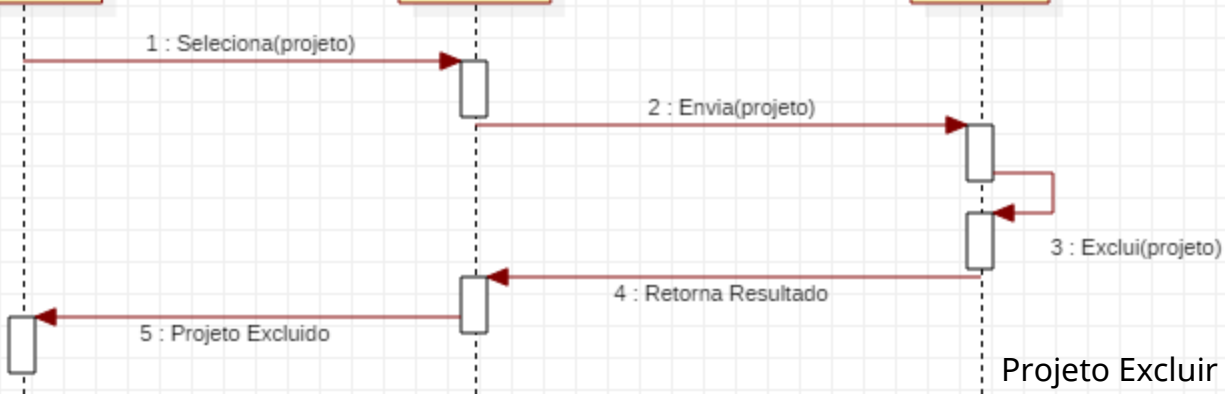 1 : Seleciona(projeto)
2 : Envia(projeto)
3 : Exclui(projeto)
4 : Retorna Resultado
5 : Projeto Excluido
Projeto Excluir